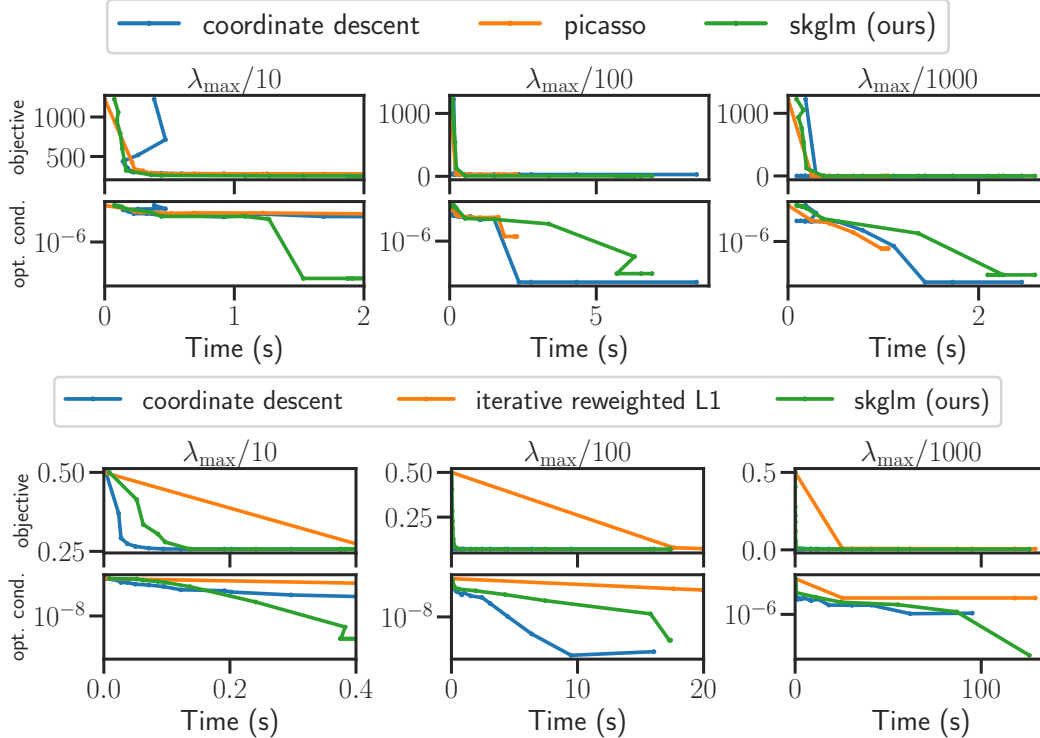 coordinate descent picasso skglm (ours)
λmax/10 λmax/100 λmax/1000
objective 1000 500 1000 0 1000 0
opt. cond. 10⁻⁶ 10⁻⁶ 10⁻⁶
0 1 2 0 5 0 2
Time (s) Time (s) Time (s)
coordinate descent iterative reweighted L1 skglm (ours)
λmax/10 λmax/100 λmax/1000
objective 0.50 0.25 0.50 0.25 0.5 0.0
opt. cond. 10⁻⁸ 10⁻⁸ 10⁻⁶
0.0 0.2 0.4 0 10 20 0 100
Time (s) Time (s) Time (s)